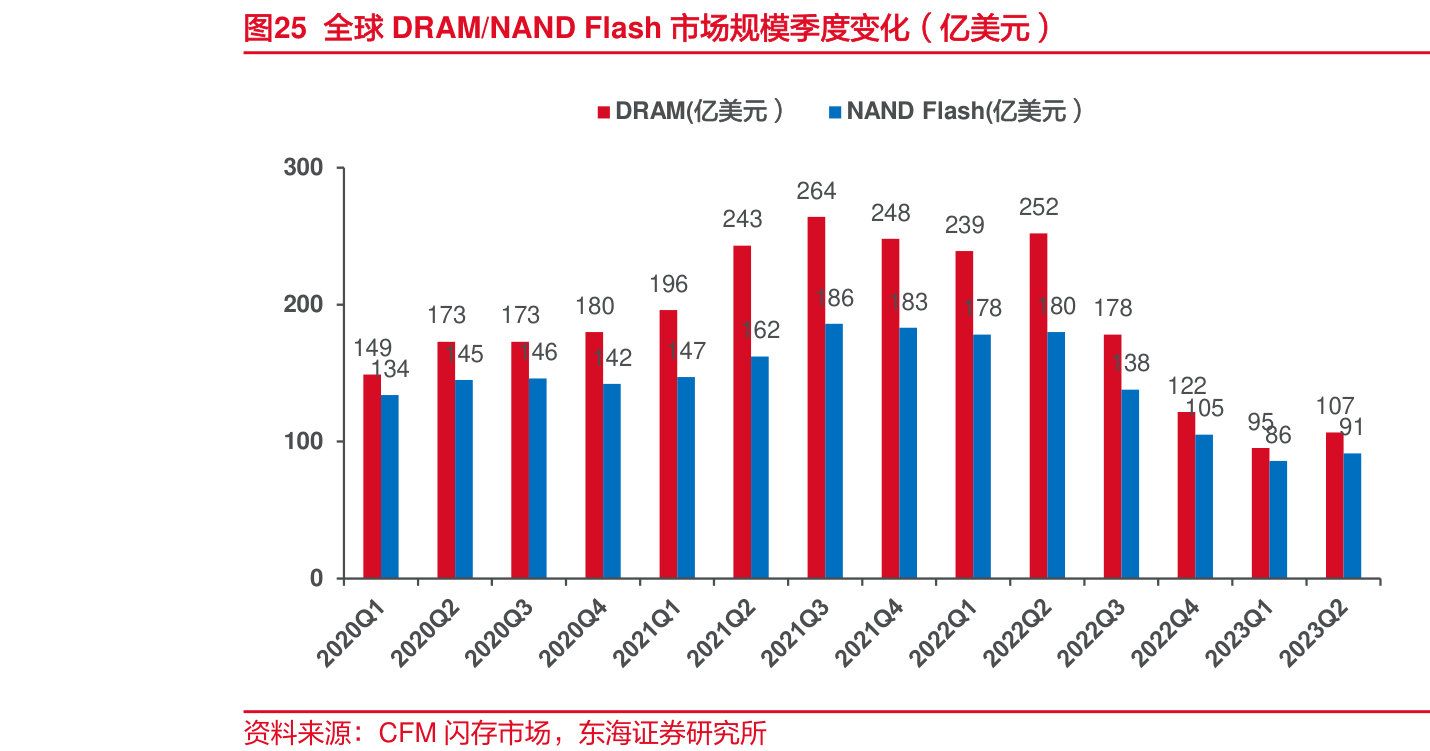 图25 全球 DRAM/NAND Flash 市场规模季度变化（亿美元）
DRAM(亿美元） NAND Flash(亿美元）
300
200
100
0
149 173 173 180 196 243 264 248 239 252 178 122 95 107
134 145 146 142 147 162 186 183 178 180 138 105 86 91
2020Q1 2020Q2 2020Q3 2020Q4 2021Q1 2021Q2 2021Q3 2021Q4 2022Q1 2022Q2 2022Q3 2022Q4 2023Q1 2023Q2
资料来源：CFM 闪存市场，东海证券研究所